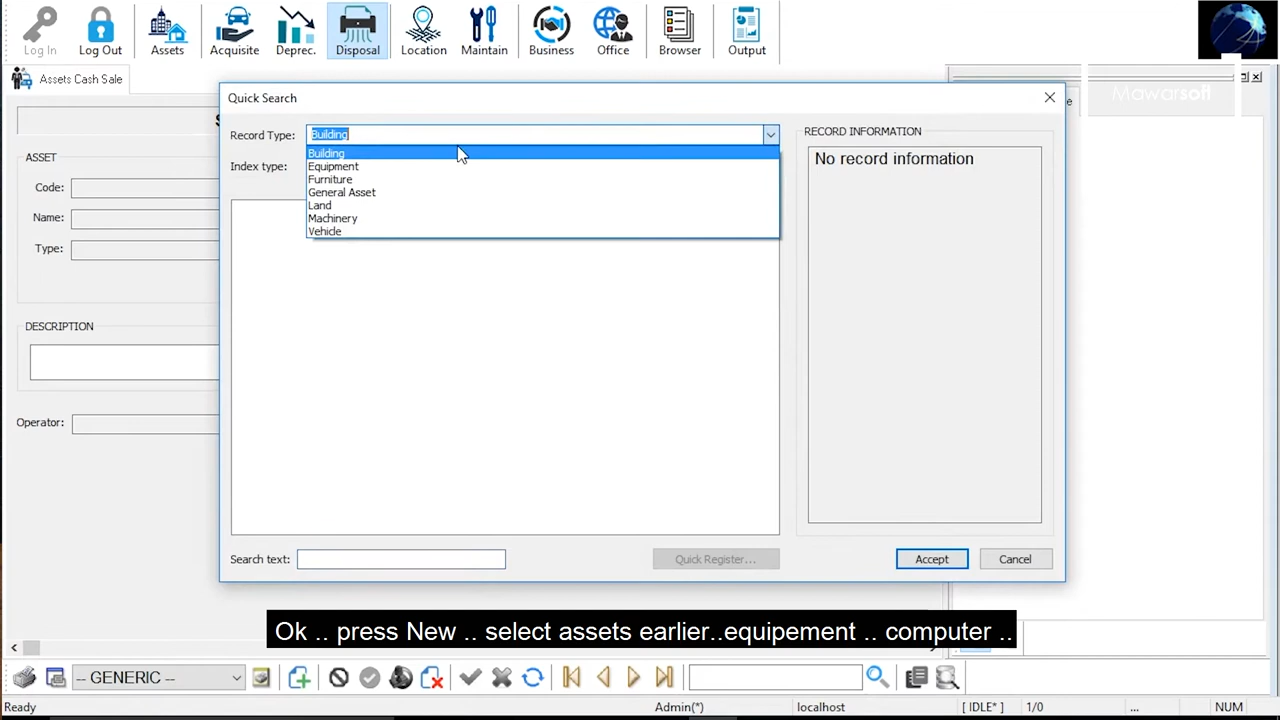 Log In
Log Out
Assets
Acquisite
Deprec.
Disposal
Location
Maintain
Business
Office
Browser
Output
Assets Cash Sale
Mawarsoft
Quick Search
Record Type:
Building
Building
Equipment
Furniture
General Asset
Land
Machinery
Vehicle
Index type:
RECORD INFORMATION
No record information
ASSET
Code:
Name:
Type:
DESCRIPTION
Operator:
Search text:
Quick Register...
Accept
Cancel
Ok .. press New .. select assets earlier..equipement .. computer ..
-- GENERIC --
Ready
Admin(*)
localhost
[ IDLE* ]
1/0
...
NUM